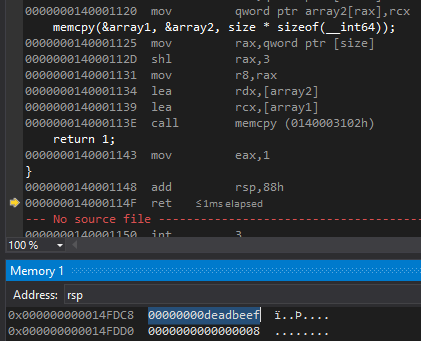 0000000140001120 mov qword ptr array2[rax],rcx
memcpy(&array1, &array2, size * sizeof(__int64));
0000000140001125 mov rax,qword ptr [size]
000000014000112D shl rax,3
0000000140001131 mov r8,rax
0000000140001134 lea rdx,[array2]
0000000140001139 lea rcx,[array1]
000000014000113E call memcpy (0140003102h)
return 1;
0000000140001143 mov eax,1
}
0000000140001148 add rsp,88h
000000014000114F ret ≤1ms elapsed
--- No source file -----------------------------------
0000000140001150 int 3
100 %
Memory 1
Address: rsp
0x000000000014FDC8 00000000deadbeef ï..Þ....
0x000000000014FDD0 0000000000000008 ........